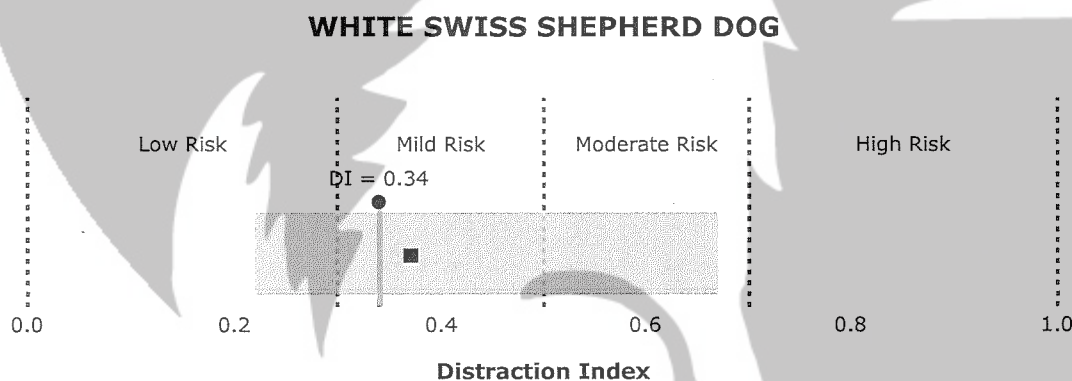 WHITE SWISS SHEPHERD DOG
Low Risk Mild Risk Moderate Risk High Risk
DI = 0.34
0.0 0.2 0.4 0.6 0.8 1.0
Distraction Index